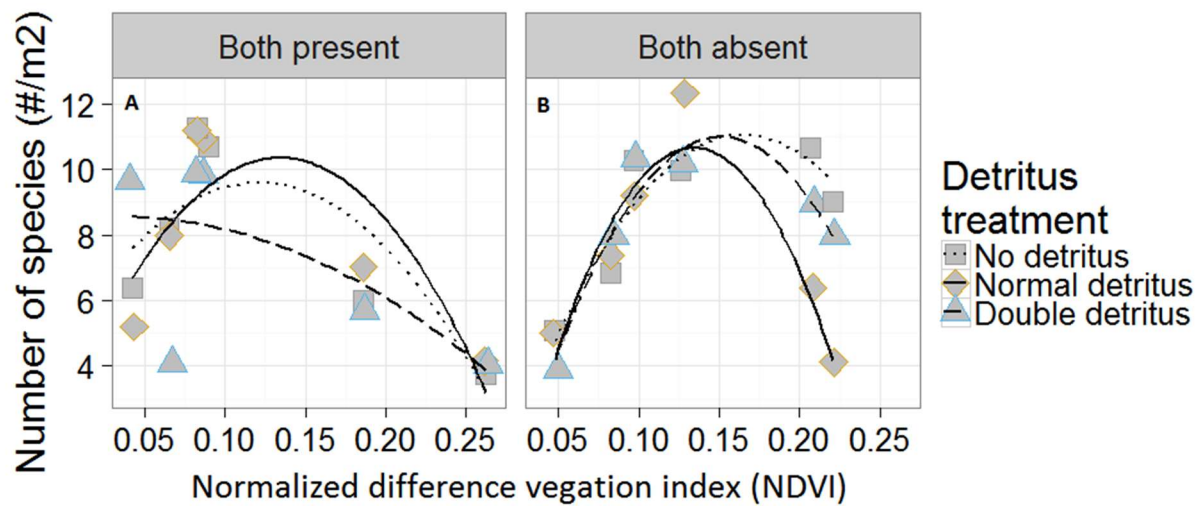 Number of species (#/m2)
Both present
Both absent
A
B
12
10
8
6
4
0.05 0.10 0.15 0.20 0.25
0.05 0.10 0.15 0.20 0.25
Normalized difference vegation index (NDVI)
Detritus
treatment
No detritus
Normal detritus
Double detritus